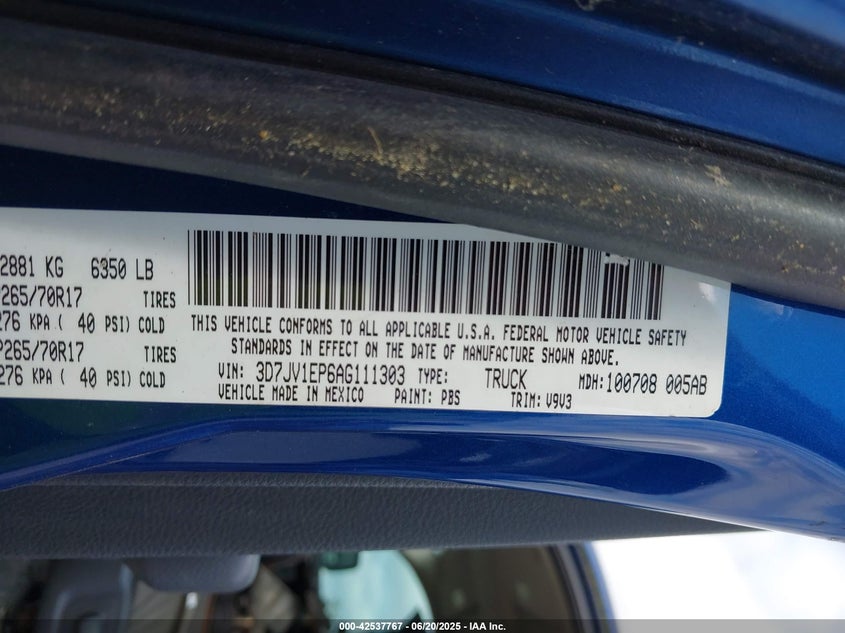 2881 KG 6350 LB
265/70R17 TIRES
276 KPA ( 40 PSI) COLD
P265/70R17 TIRES
276 KPA ( 40 PSI) COLD
THIS VEHICLE CONFORMS TO ALL APPLICABLE U.S.A. FEDERAL MOTOR VEHICLE SAFETY
STANDARDS IN EFFECT ON THE DATE OF MANUFACTURE SHOWN ABOVE.
VIN: 3D7JV1EP6AG111303 TYPE: TRUCK MDH: 100708 005AB
VEHICLE MADE IN MEXICO PAINT: PBS TRIM: V9V3
000-42537767 - 06/20/2025 - IAA Inc.